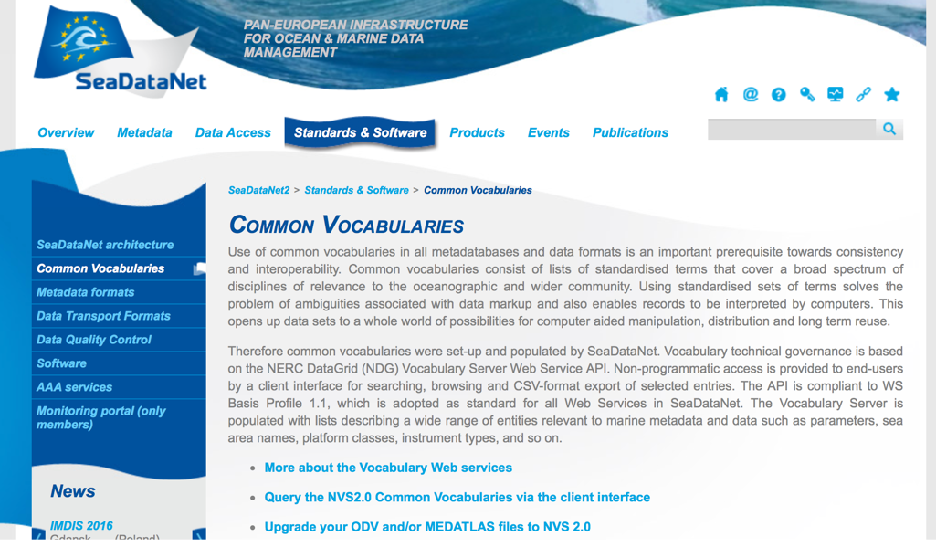 PAN-EUROPEAN INFRASTRUCTURE
FOR OCEAN & MARINE DATA
MANAGEMENT
SeaDataNet
Overview Metadata Data Access Standards & Software Products Events Publications
SeaDataNet2 > Standards & Software > Common Vocabularies
COMMON VOCABULARIES
Use of common vocabularies in all metadatabases and data formats is an important prerequisite towards consistency
and interoperability. Common vocabularies consist of lists of standardised terms that cover a broad spectrum of
disciplines of relevance to the oceanographic and wider community. Using standardised sets of terms solves the
problem of ambiguities associated with data markup and also enables records to be interpreted by computers. This
opens up data sets to a whole world of possibilities for computer aided manipulation, distribution and long term reuse.
Therefore common vocabularies were set-up and populated by SeaDataNet. Vocabulary technical governance is based
on the NERC DataGrid (NDG) Vocabulary Server Web Service API. Non-programmatic access is provided to end-users
by a client interface for searching, browsing and CSV-format export of selected entries. The API is compliant to WS
Basis Profile 1.1, which is adopted as standard for all Web Services in SeaDataNet. The Vocabulary Server is
populated with lists describing a wide range of entities relevant to marine metadata and data such as parameters, sea
area names, platform classes, instrument types, and so on.
• More about the Vocabulary Web services
• Query the NVS2.0 Common Vocabularies via the client interface
• Upgrade your ODV and/or MEDATLAS files to NVS 2.0
SeaDataNet architecture
Common Vocabularies
Metadata formats
Data Transport Formats
Data Quality Control
Software
AAA services
Monitoring portal (only
members)
News
IMDIS 2016
Gdansk (Poland)